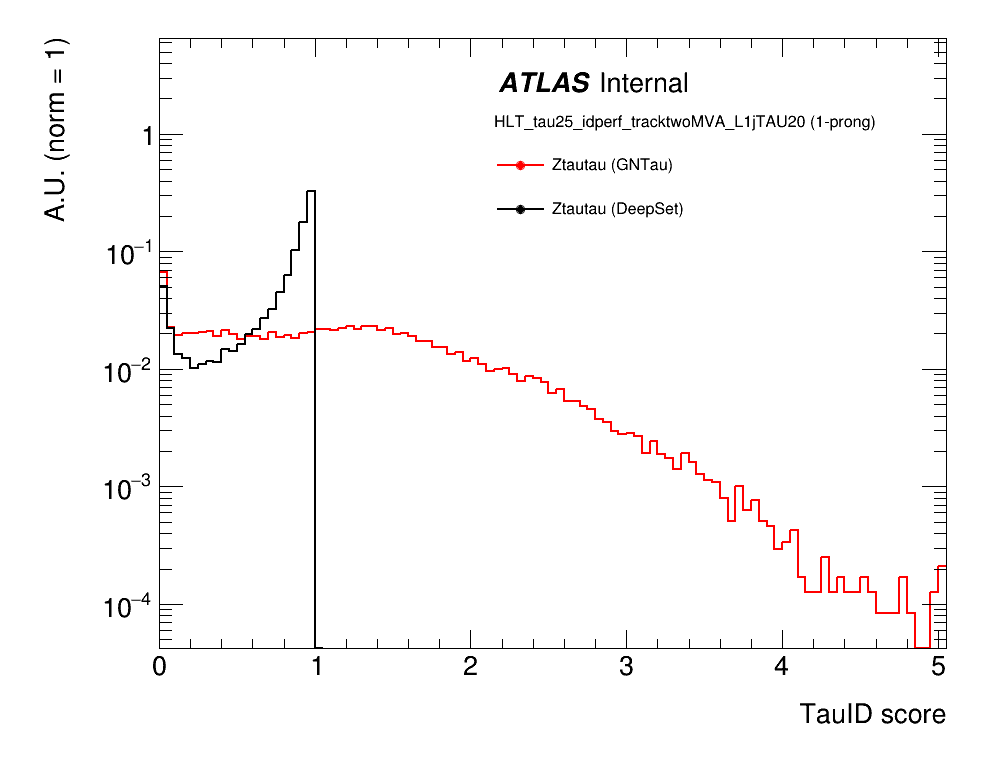 A.U. (norm = 1)
ATLAS Internal
HLT_tau25_idperf_tracktwoMVA_L1jTAU20 (1-prong)
Ztautau (GNTau)
Ztautau (DeepSet)
1
10⁻¹
10⁻²
10⁻³
10⁻⁴
0 1 2 3 4 5
TauID score